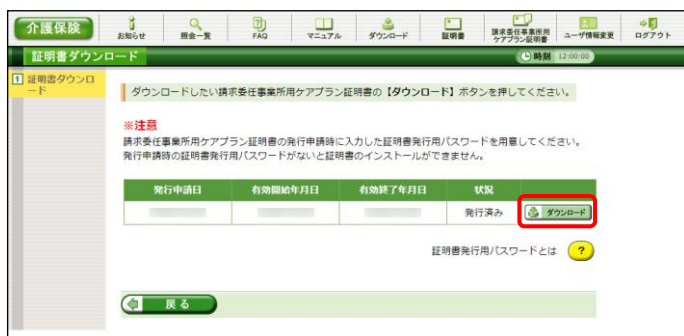 介護保険
お知らせ
照会一覧
FAQ
マニュアル
ダウンロード
証明書
請求委任事業所用
ケアプラン証明書
ユーザ情報変更
ログアウト
証明書ダウンロード
時刻 12:00:00
1 証明書ダウンロ
ード
ダウンロードしたい請求委任事業所用ケアプラン証明書の【ダウンロード】ボタンを押してください。
※注意
請求委任事業所用ケアプラン証明書の発行申請時に入力した証明書発行用パスワードを用意してください。
発行申請時の証明書発行用パスワードがないと証明書のインストールができません。
発行申請日 有効開始年月日 有効終了年月日 状況
発行済み ダウンロード
証明書発行用パスワードとは ?
戻る